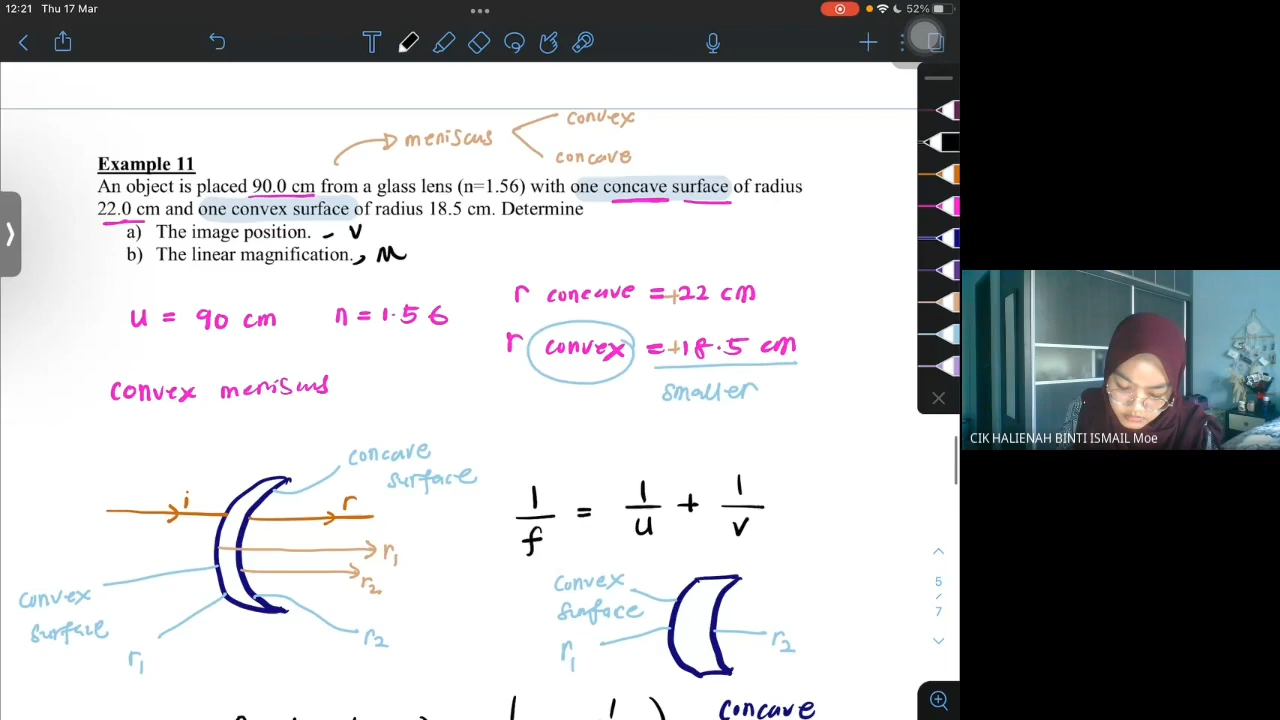 12:21 Thu 17 Mar
52%
meniscus
convex
concave
Example 11
An object is placed 90.0 cm from a glass lens (n=1.56) with one concave surface of radius
22.0 cm and one convex surface of radius 18.5 cm. Determine
a) The image position. - v
b) The linear magnification. , M
u = 90 cm n = 1.56
r concave = +22 cm
r convex = +18.5 cm
smaller
convex meniscus
concave
surface
i
r
r1
r2
convex
surface
r1
r2
1/f = 1/u + 1/v
convex
surface
r1
r2
concave
5
/
7
CIK HALIENAH BINTI ISMAIL Moe